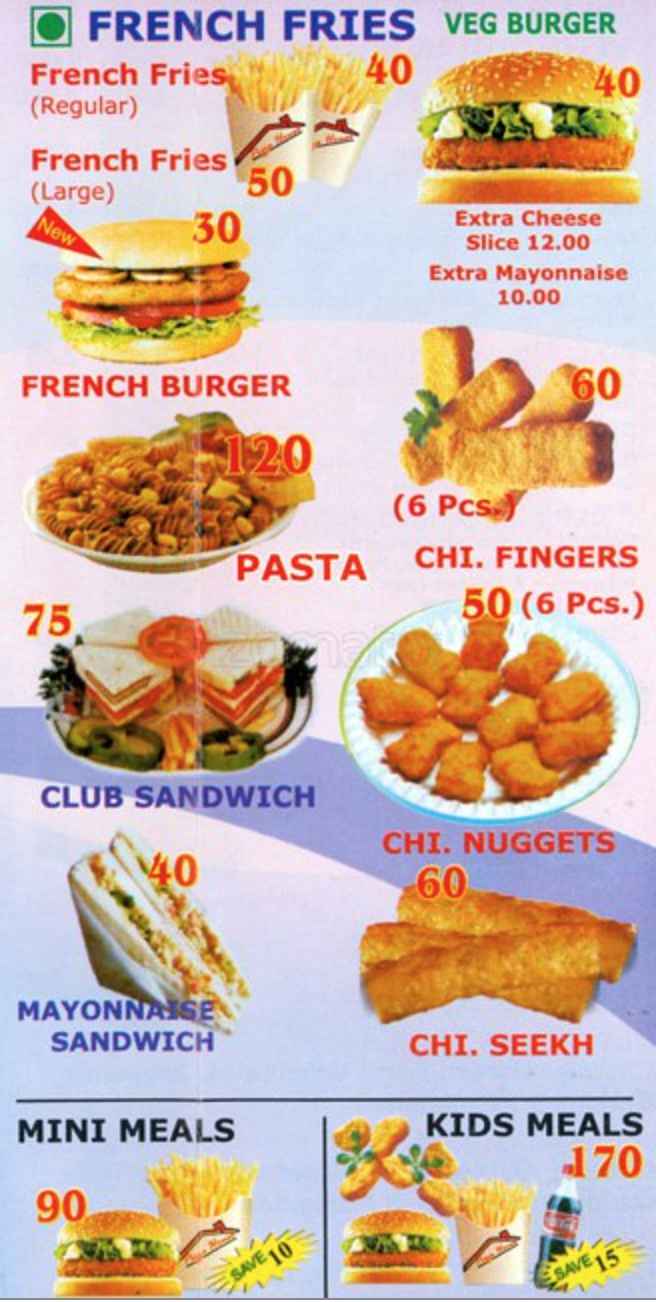 FRENCH FRIES
VEG BURGER
French Fries 40
(Regular)
French Fries
(Large) 50
40
Extra Cheese
Slice 12.00
Extra Mayonnaise
10.00
New
30
FRENCH BURGER
60
(6 Pcs.)
CHI. FINGERS
120
PASTA
75
CLUB SANDWICH
50 (6 Pcs.)
CHI. NUGGETS
40
MAYONNAISE
SANDWICH
60
CHI. SEEKH
MINI MEALS
90
SAVE 10
KIDS MEALS
170
SAVE 15
zomato